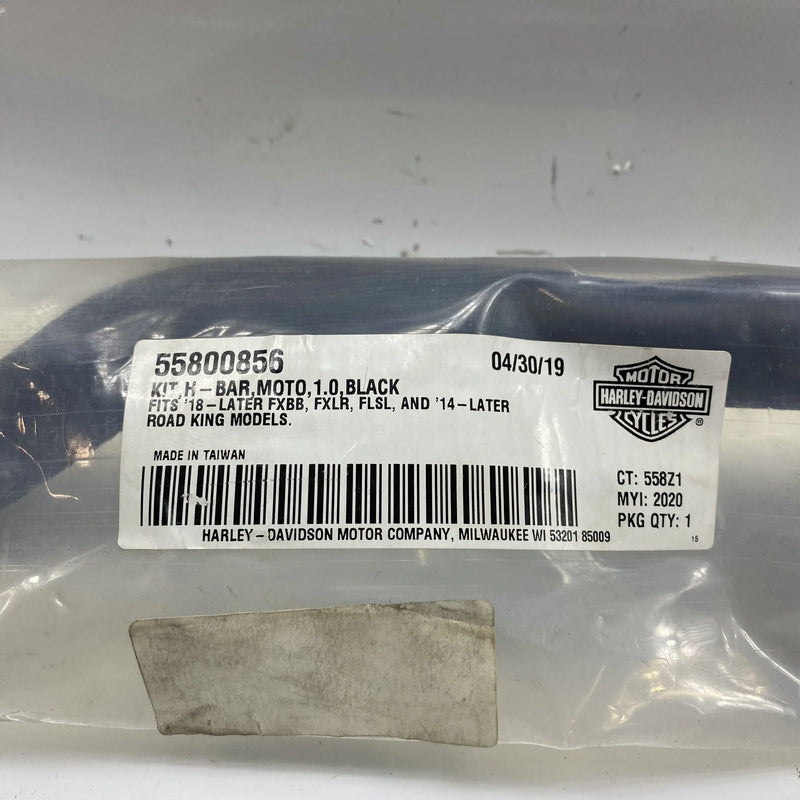 55800856
04/30/19
KIT,H-BAR,MOTO,1.0,BLACK
FITS '18-LATER FXBB, FXLR, FLSL, AND '14-LATER
ROAD KING MODELS.
MADE IN TAIWAN
MOTOR
HARLEY-DAVIDSON
CYCLES
®
CT: 558Z1
MYI: 2020
PKG QTY: 1
HARLEY-DAVIDSON MOTOR COMPANY, MILWAUKEE WI 53201 85009
15